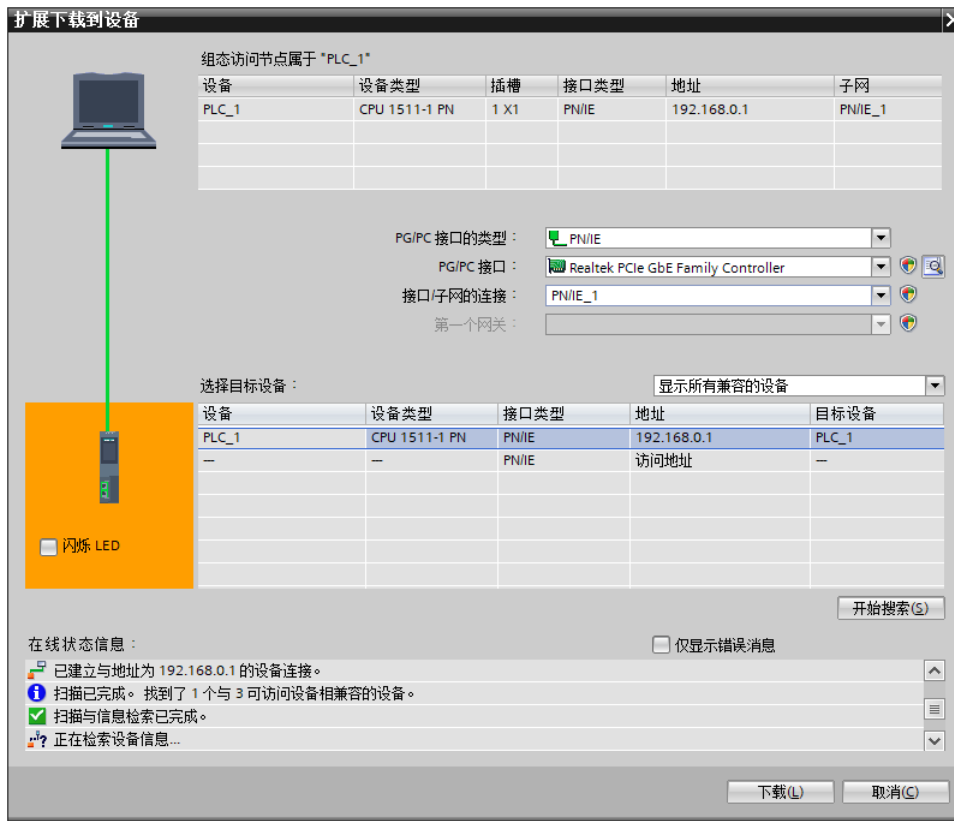 扩展下载到设备
组态访问节点属于 "PLC_1"
设备 设备类型 插槽 接口类型 地址 子网
PLC_1 CPU 1511-1 PN 1 X1 PN/IE 192.168.0.1 PN/IE_1
PG/PC 接口的类型： PN/IE
PG/PC 接口： Realtek PCIe GbE Family Controller
接口/子网的连接： PN/IE_1
第一个网关：
选择目标设备： 显示所有兼容的设备
设备 设备类型 接口类型 地址 目标设备
PLC_1 CPU 1511-1 PN PN/IE 192.168.0.1 PLC_1
— — PN/IE 访问地址 —
闪烁 LED
开始搜索(S)
在线状态信息： 仅显示错误消息
已建立与地址为 192.168.0.1 的设备连接。
扫描已完成。找到了 1 个与 3 可访问设备相兼容的设备。
扫描与信息检索已完成。
正在检索设备信息...
下载(L) 取消(C)